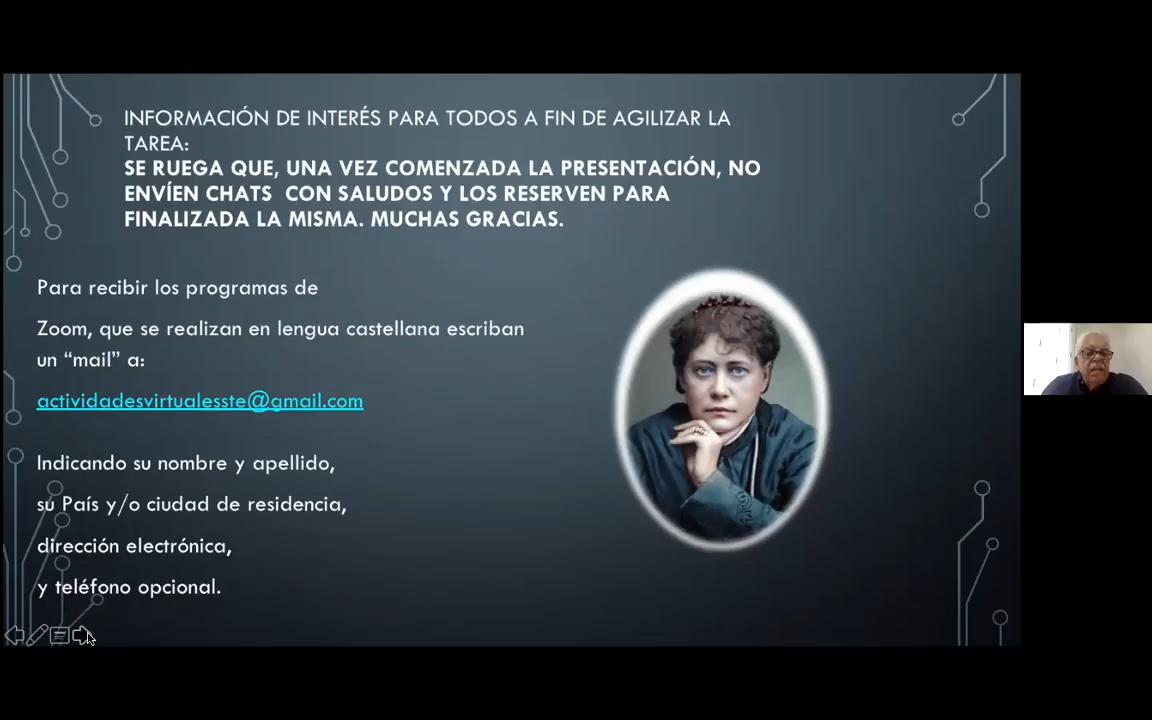 INFORMACIÓN DE INTERÉS PARA TODOS A FIN DE AGILIZAR LA
TAREA:
SE RUEGA QUE, UNA VEZ COMENZADA LA PRESENTACIÓN, NO
ENVÍEN CHATS CON SALUDOS Y LOS RESERVEN PARA
FINALIZADA LA MISMA. MUCHAS GRACIAS.
Para recibir los programas de
Zoom, que se realizan en lengua castellana escriban
un “mail” a:
actividadesvirtualesste@gmail.com
Indicando su nombre y apellido,
su País y/o ciudad de residencia,
dirección electrónica,
y teléfono opcional.